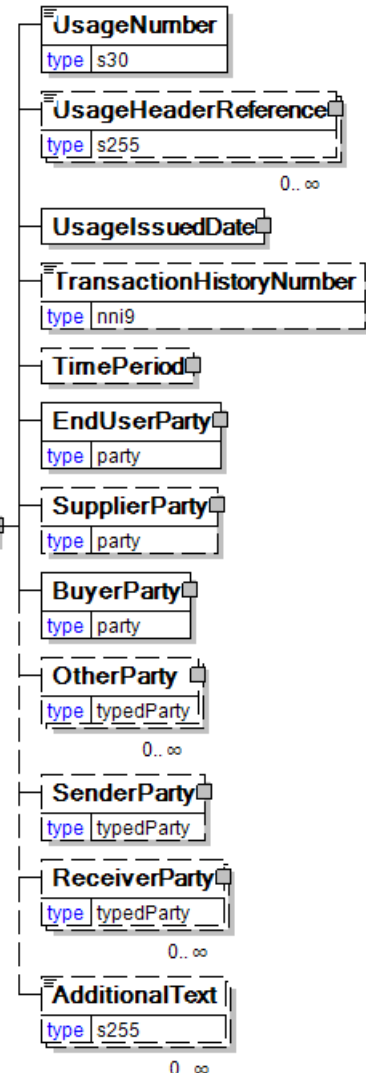 UsageNumber
type s30
UsageHeaderReference
type s255
0.. ∞
UsageIssuedDate
TransactionHistoryNumber
type nni9
TimePeriod
EndUserParty
type party
SupplierParty
type party
BuyerParty
type party
OtherParty
type typedParty
0.. ∞
SenderParty
type typedParty
ReceiverParty
type typedParty
0.. ∞
AdditionalText
type s255
0.. ∞